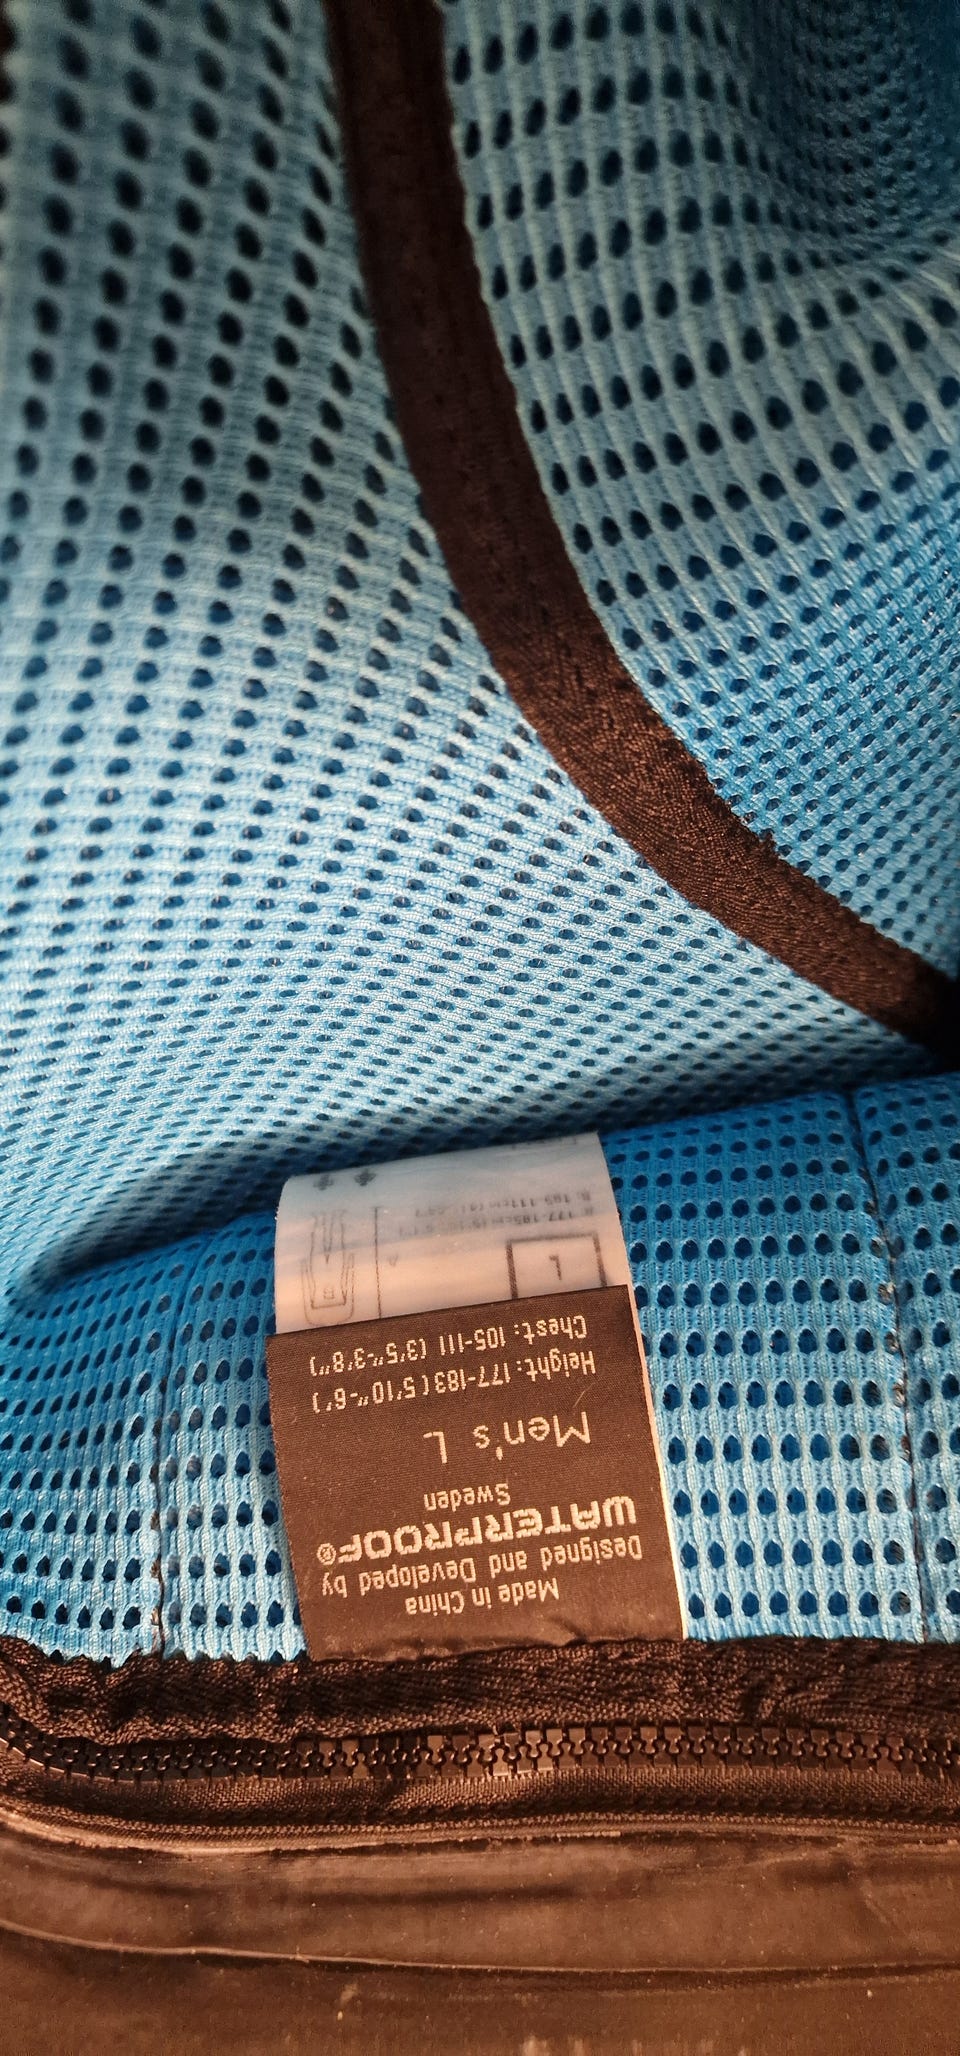 Made in China
Designed and Developed by
WATERPROOF®
Sweden
Men's L
Height: 177-183 (5'10"-6')
Chest: 105-111 (3'5"-3'8")
L
A
B